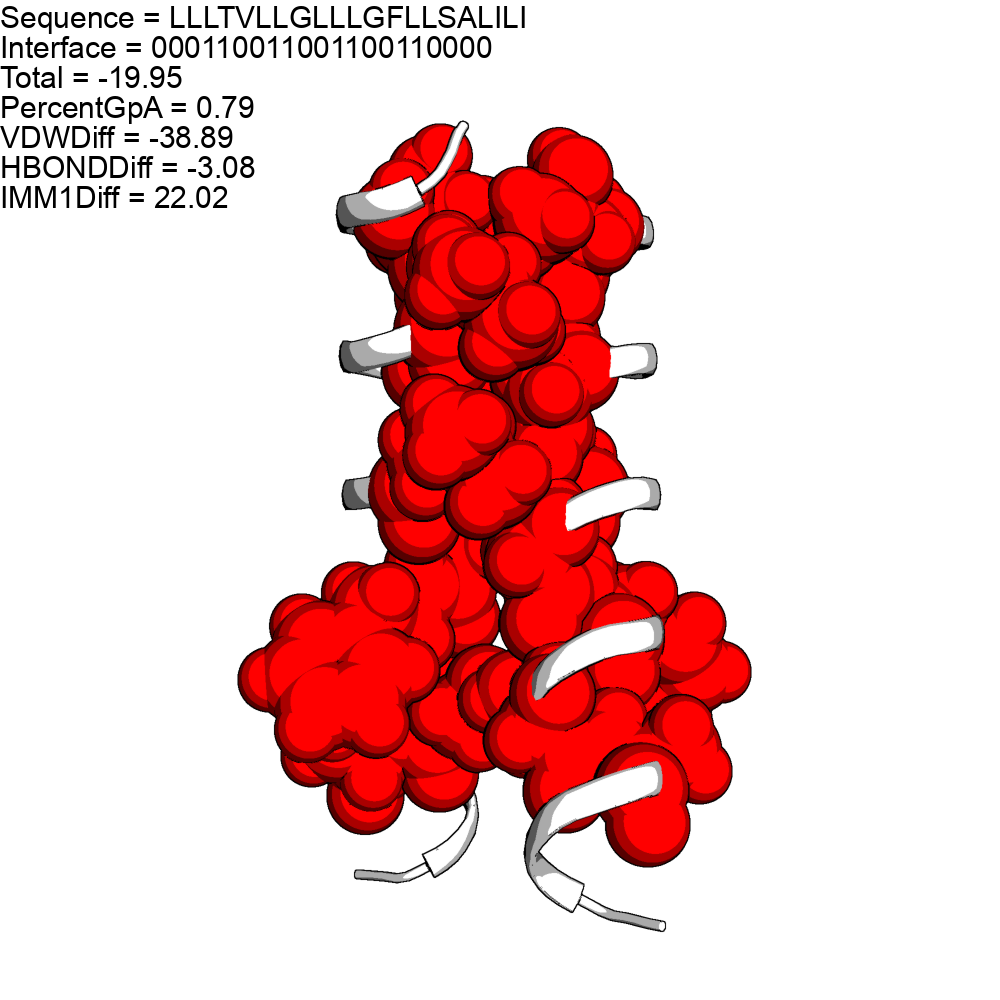 Sequence = LLLTVLLGLLLGFLLSALILI
Interface = 000110011001100110000
Total = -19.95
PercentGpA = 0.79
VDWDiff = -38.89
HBONDDiff = -3.08
IMM1Diff = 22.02